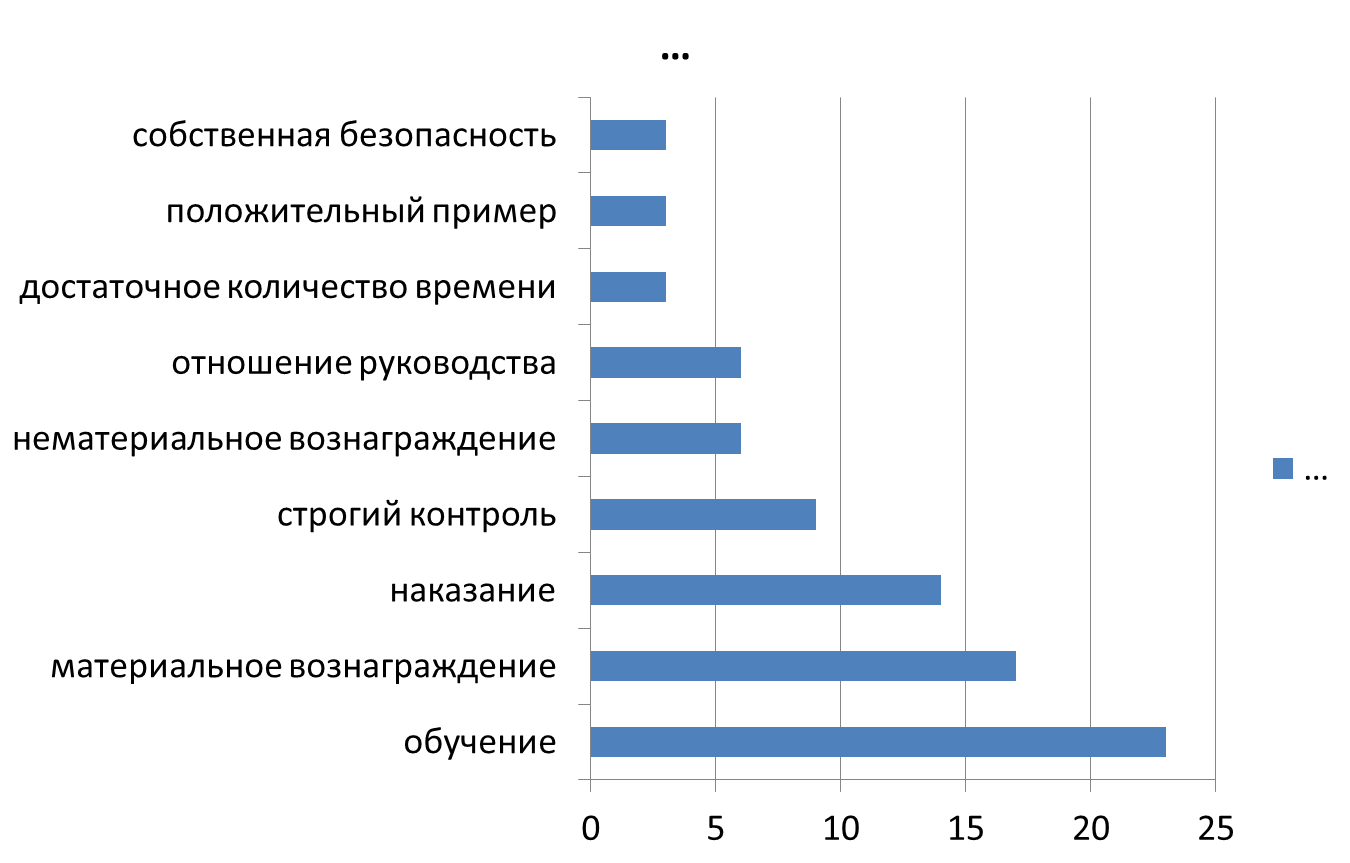 ...
собственная безопасность
положительный пример
достаточное количество времени
отношение руководства
нематериальное вознаграждение
строгий контроль
наказание
материальное вознаграждение
обучение
0 5 10 15 20 25
...